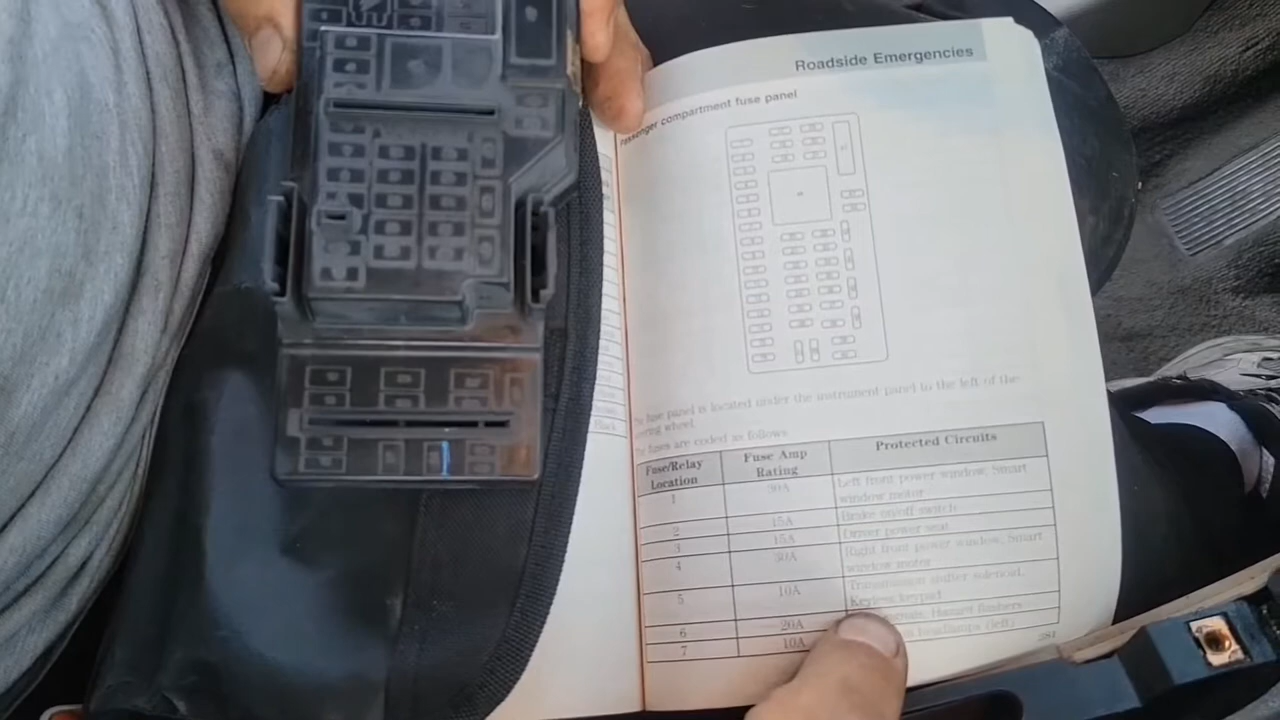 Roadside Emergencies
Passenger compartment fuse panel
fuse panel is located under the instrument panel to the left of the
wheel.
fuses are coded as follows
Fuse/Relay Location Fuse Amp Rating Protected Circuits
1 30A Left front power window, Smart window motor
2 15A Brake on/off switch
3 15A Driver power seat
4 30A Right front power window, Smart window motor
5 10A Transmission shifter solenoid, Keyless keypad
6 20A Hazard flashers
7 10A headlamps (left)
281
Black